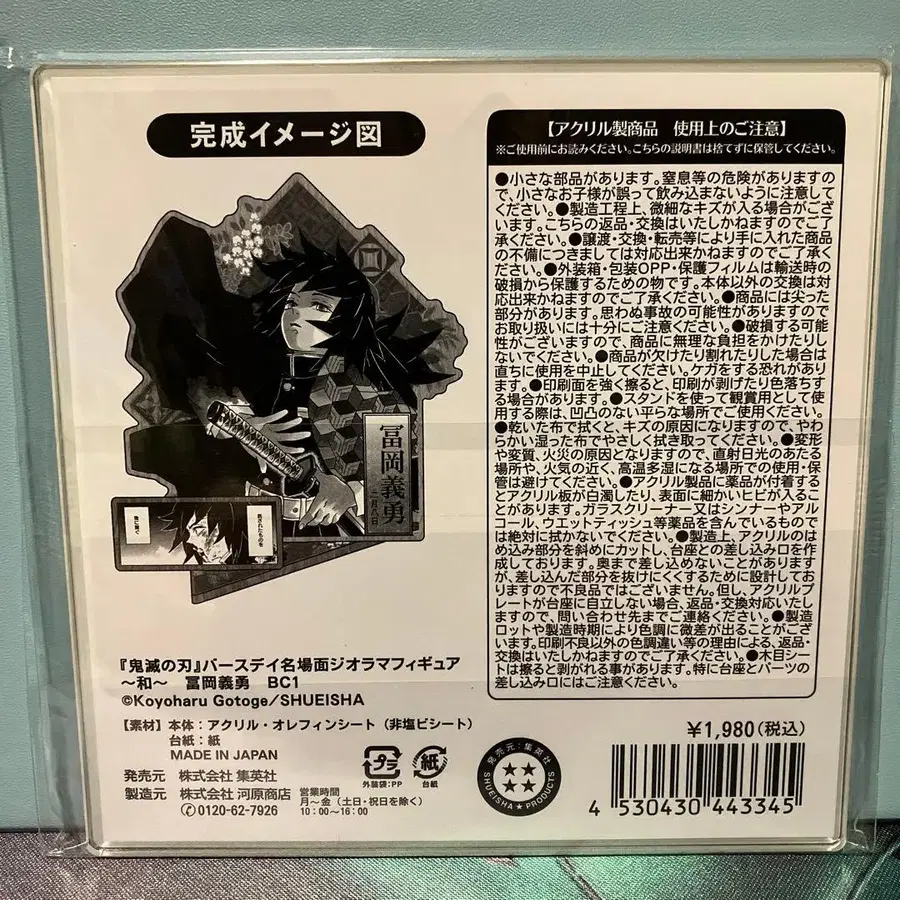 完成イメージ図
冨岡義勇
二月八日
『鬼滅の刃』バースデイ名場面ジオラマフィギュア
～和～　冨岡義勇　BC1
©Koyoharu Gotoge/SHUEISHA
【素材】本体：アクリル・オレフィンシート（非塩ビシート）
台紙：紙
MADE IN JAPAN
発売元　株式会社 集英社
製造元　株式会社 河原商店
✆0120-62-7926
営業時間
月～金（土日・祝日を除く）
10：00～16：00
プラ
外装袋：PP
紙
台紙
発売元：集英社
SHUEISHA★PRODUCTS
【アクリル製商品　使用上のご注意】
※ご使用前にお読みください。こちらの説明書は捨てずに保管してください。
●小さな部品があります。窒息等の危険がありますの
で、小さなお子様が誤って飲み込まないように注意して
ください。●製造工程上、微細なキズが入る場合がござ
います。こちらの返品・交換はいたしかねますのでご了
承ください。●譲渡・交換・転売等により手に入れた商品
の不備につきましては対応出来かねますのでご了承く
ださい。●外装箱・包装OPP・保護フィルムは輸送時の
破損から保護するための物です。本体以外の交換は対
応出来かねますのでご了承ください。●商品には尖った
部分があります。思わぬ事故の可能性がありますので
お取り扱いには十分にご注意ください。●破損する可能
性がございますので、商品に無理な負担をかけたりし
ないでください。●商品が欠けたり割れたりした場合は
直ちに使用を中止してください。ケガをする恐れがあり
ます。●印刷面を強く擦ると、印刷が剥げたり色落ちす
る場合があります。●スタンドを使って観賞用として使
用する際は、凹凸のない平らな場所でご使用ください。
●乾いた布で拭くと、キズの原因になりますので、やわ
らかい湿った布でやさしく拭き取ってください。●変形
や変質、火災の原因となりますので、直射日光のあたる
場所や、火気の近く、高温多湿になる場所での使用・保
管は避けてください。●アクリル製品に薬品が付着する
とアクリル板が白濁したり、表面に細かいヒビが入るこ
とがあります。ガラスクリーナー又はシンナーやアル
コール、ウエットティッシュ等薬品を含んでいるもので
は絶対に拭かないでください。●製造上、アクリルのは
め込み部分を斜めにカットし、台座との差し込み口を作
成しております。奥まで差し込めないことがあります
が、差し込んだ部分を抜けにくくするために設計してお
りますので不良品ではございません。但し、アクリルプ
レートが台座に自立しない場合、返品・交換対応いたし
ますので、問い合わせ先までご連絡ください。●製造
ロットや製造時期により色調に微差が出ることがござ
います。印刷不良以外の色調違い等の理由による、返品・
交換はいたしかねますのでご了承ください。●木目シー
トは擦ると剥がれる事があります。特に台座とパーツの
差し込み口にはご注意ください。
￥1,980（税込）
4 530430 443345